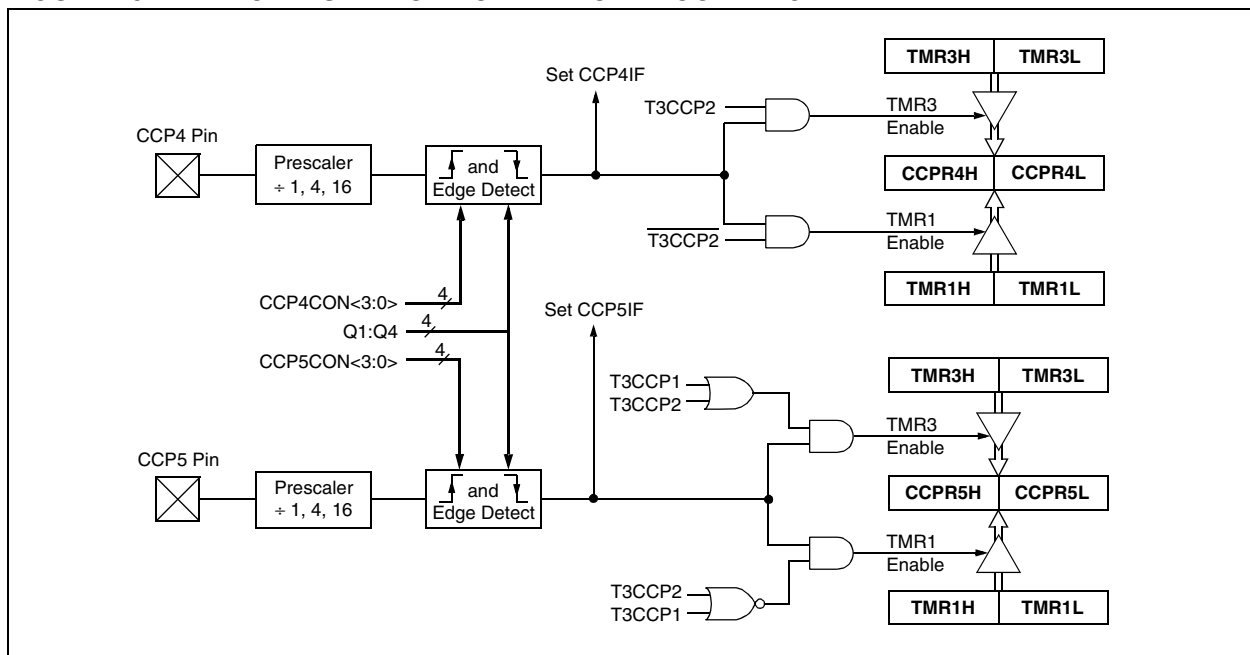 Set CCP4IF
TMR3H TMR3L
T3CCP2
TMR3
Enable
CCP4 Pin
Prescaler
÷ 1, 4, 16
and
Edge Detect
CCPR4H CCPR4L
T3CCP2
TMR1
Enable
TMR1H TMR1L
CCP4CON<3:0>
4
Q1:Q4
4
CCP5CON<3:0>
4
Set CCP5IF
TMR3H TMR3L
T3CCP1
T3CCP2
TMR3
Enable
CCP5 Pin
Prescaler
÷ 1, 4, 16
and
Edge Detect
CCPR5H CCPR5L
TMR1
Enable
T3CCP2
T3CCP1
TMR1H TMR1L